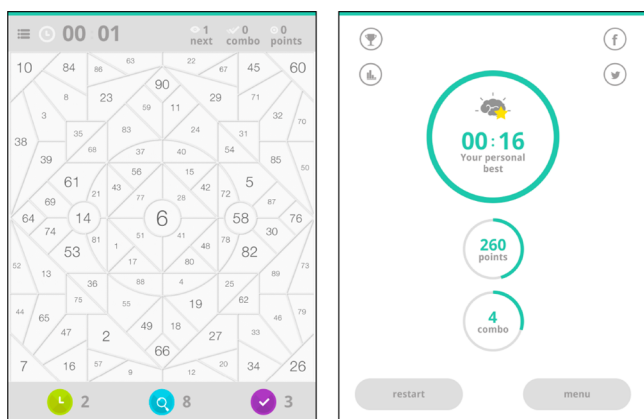 00 01
1 next
0 combo
0 points
10 84 86 63 22 67 45 60
90
3 8 23 59 11 29 71
35 83 24 31 32 70
38 39 68 37 40 54 85 50
61 43 56 15 5
69 21 77 28 42 72 87
64 14 6 58 30 76
74 81 51 41 78
53 1 17 80 48 82 89 73
52 13 36 88 4 25
44 65 75 55 19 62 79
47 2 49 18 27 33 46
66
7 16 57 9 12 20 34 26
2 8 3
f
00:16
Your personal
best
260
points
4
combo
restart menu